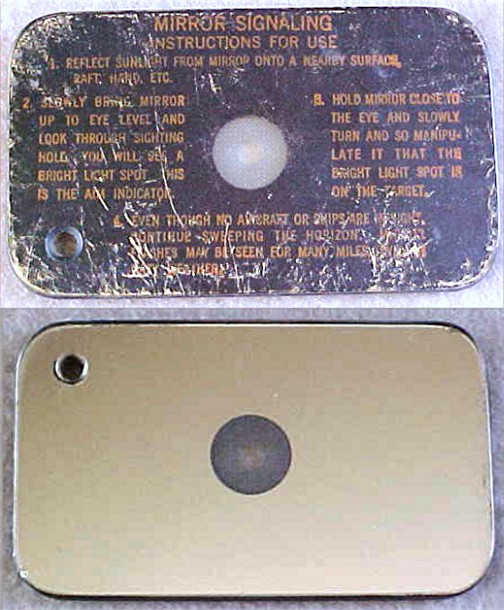 MIRROR SIGNALING
INSTRUCTIONS FOR USE
1. REFLECT SUNLIGHT FROM MIRROR ONTO A NEARBY SURFACE,
RAFT, HAND, ETC.
2. SLOWLY BRING MIRROR
UP TO EYE LEVEL AND
LOOK THROUGH SIGHTING
HOLE YOU WILL SEE A
BRIGHT LIGHT SPOT THIS
IS THE AIM INDICATOR.
3. HOLD MIRROR CLOSE TO
THE EYE AND SLOWLY
TURN AND SO MANIPU-
LATE IT THAT THE
BRIGHT LIGHT SPOT IS
ON THE TARGET.
4. EVEN THOUGH NO AIRCRAFT OR SHIPS ARE IN SIGHT,
CONTINUE SWEEPING THE HORIZON.
FLASHES MAY BE SEEN FOR MANY MILES,
WEATHER.